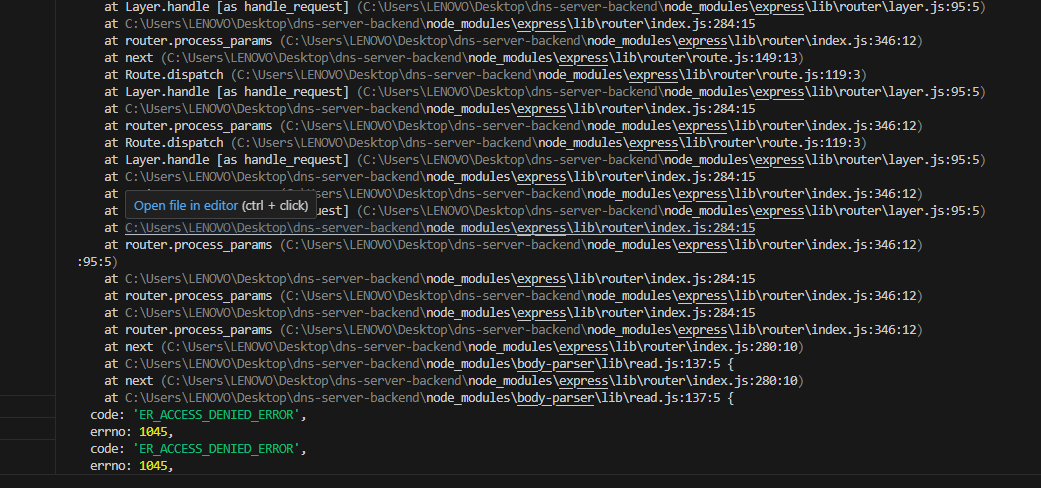 at Layer.handle [as handle_request] (C:\Users\LENOVO\Desktop\dns-server-backend\node_modules\express\lib\router\layer.js:95:5)
at C:\Users\LENOVO\Desktop\dns-server-backend\node_modules\express\lib\router\index.js:284:15
at router.process_params (C:\Users\LENOVO\Desktop\dns-server-backend\node_modules\express\lib\router\index.js:346:12)
at next (C:\Users\LENOVO\Desktop\dns-server-backend\node_modules\express\lib\router\route.js:149:13)
at Route.dispatch (C:\Users\LENOVO\Desktop\dns-server-backend\node_modules\express\lib\router\route.js:119:3)
at Layer.handle [as handle_request] (C:\Users\LENOVO\Desktop\dns-server-backend\node_modules\express\lib\router\layer.js:95:5)
at C:\Users\LENOVO\Desktop\dns-server-backend\node_modules\express\lib\router\index.js:284:15
at router.process_params (C:\Users\LENOVO\Desktop\dns-server-backend\node_modules\express\lib\router\index.js:346:12)
at Route.dispatch (C:\Users\LENOVO\Desktop\dns-server-backend\node_modules\express\lib\router\route.js:119:3)
at Layer.handle [as handle_request] (C:\Users\LENOVO\Desktop\dns-server-backend\node_modules\express\lib\router\layer.js:95:5)
at C:\Users\LENOVO\Desktop\dns-server-backend\node_modules\express\lib\router\index.js:284:15
at sers\LENOVO\Desktop\dns-server-backend\node_modules\express\lib\router\index.js:346:12)
Open file in editor (ctrl + click)
at quest] (C:\Users\LENOVO\Desktop\dns-server-backend\node_modules\express\lib\router\layer.js:95:5)
at C:\Users\LENOVO\Desktop\dns-server-backend\node_modules\express\lib\router\index.js:284:15
at router.process_params (C:\Users\LENOVO\Desktop\dns-server-backend\node_modules\express\lib\router\index.js:346:12)
:95:5)
at C:\Users\LENOVO\Desktop\dns-server-backend\node_modules\express\lib\router\index.js:284:15
at router.process_params (C:\Users\LENOVO\Desktop\dns-server-backend\node_modules\express\lib\router\index.js:346:12)
at C:\Users\LENOVO\Desktop\dns-server-backend\node_modules\express\lib\router\index.js:284:15
at router.process_params (C:\Users\LENOVO\Desktop\dns-server-backend\node_modules\express\lib\router\index.js:346:12)
at next (C:\Users\LENOVO\Desktop\dns-server-backend\node_modules\express\lib\router\index.js:280:10)
at C:\Users\LENOVO\Desktop\dns-server-backend\node_modules\body-parser\lib\read.js:137:5 {
at next (C:\Users\LENOVO\Desktop\dns-server-backend\node_modules\express\lib\router\index.js:280:10)
at C:\Users\LENOVO\Desktop\dns-server-backend\node_modules\body-parser\lib\read.js:137:5 {
code: 'ER_ACCESS_DENIED_ERROR',
errno: 1045,
code: 'ER_ACCESS_DENIED_ERROR',
errno: 1045,